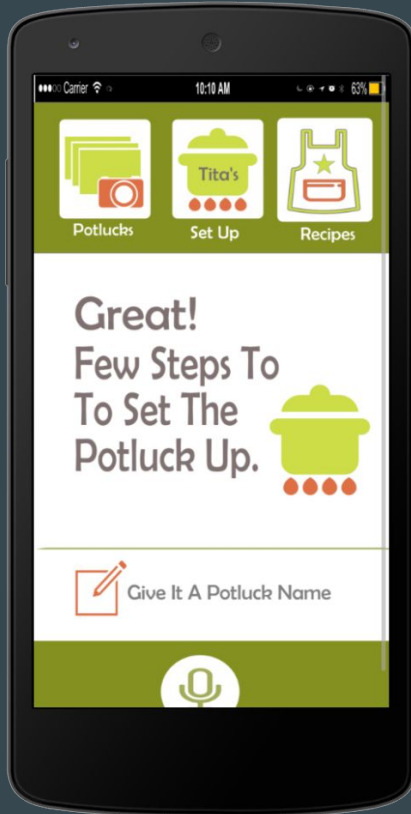 Carrier
10:10 AM
63%
Tita's
Potlucks
Set Up
Recipes
Great!
Few Steps To
To Set The
Potluck Up.
Give It A Potluck Name